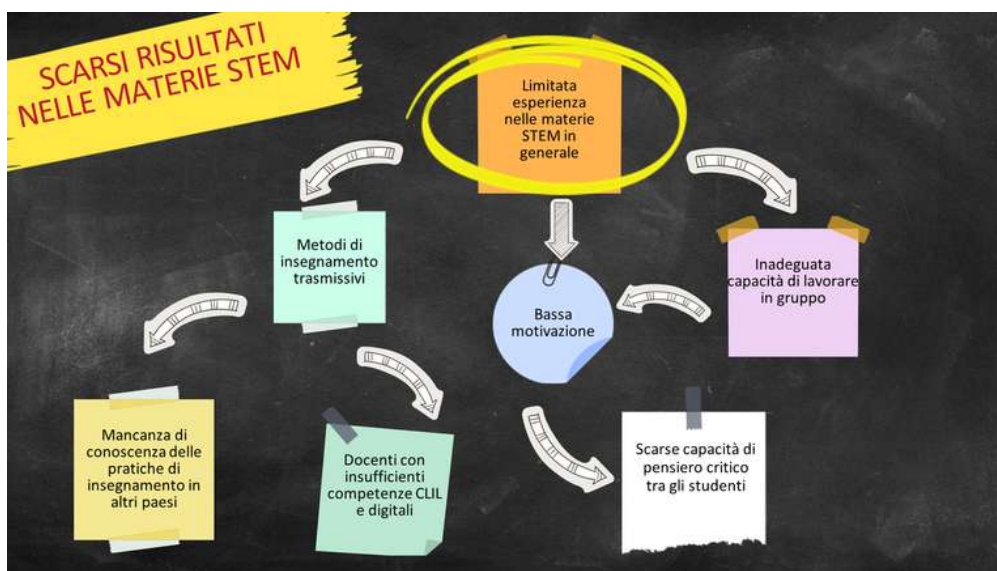 SCARSI RISULTATI
NELLE MATERIE STEM
Limitata
esperienza
nelle materie
STEM in
generale
Metodi di
insegnamento
trasmissivi
Bassa
motivazione
Inadeguata
capacità di lavorare
in gruppo
Mancanza di
conoscenza delle
pratiche di
insegnamento in
altri paesi
Docenti con
insufficienti
competenze CLIL
e digitali
Scarse capacità di
pensiero critico
tra gli studenti